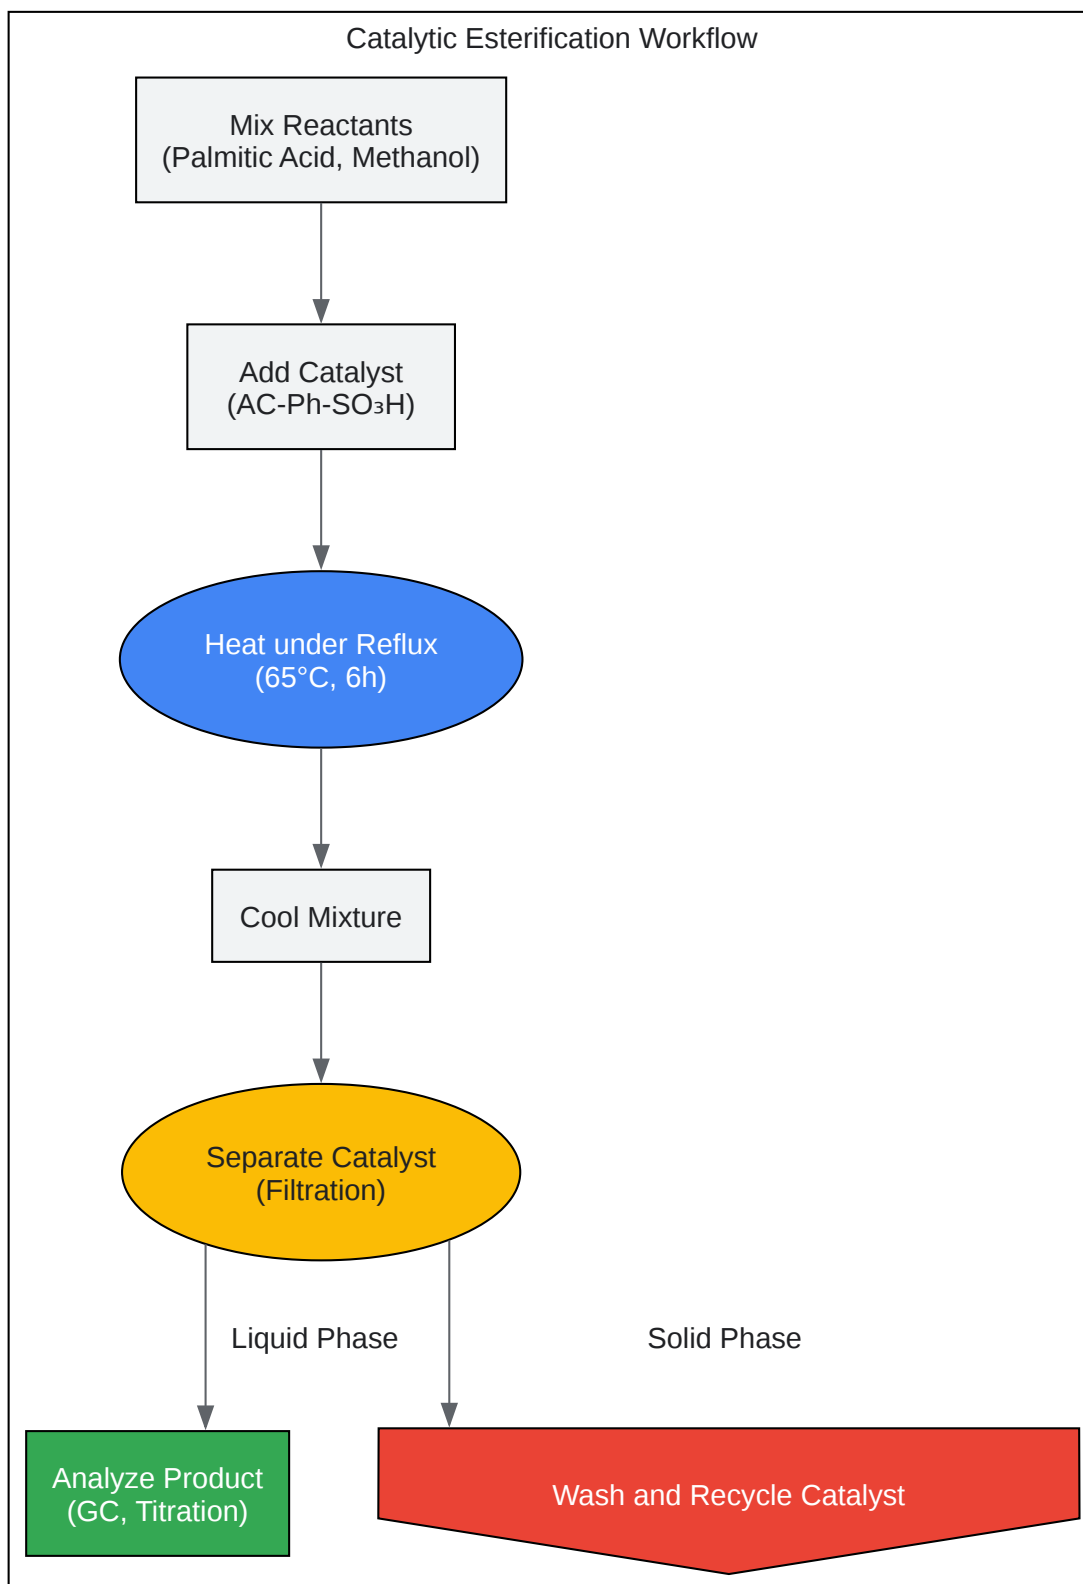 Catalytic Esterification Workflow
Mix Reactants
(Palmitic Acid, Methanol)
Add Catalyst
(AC-Ph-SO₃H)
Heat under Reflux
(65°C, 6h)
Cool Mixture
Separate Catalyst
(Filtration)
Liquid Phase
Solid Phase
Analyze Product
(GC, Titration)
Wash and Recycle Catalyst